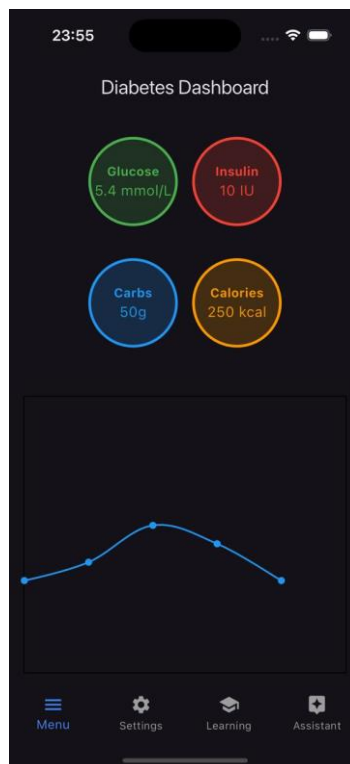 23:55
Diabetes Dashboard
Glucose
5.4 mmol/L
Insulin
10 IU
Carbs
50g
Calories
250 kcal
Menu
Settings
Learning
Assistant